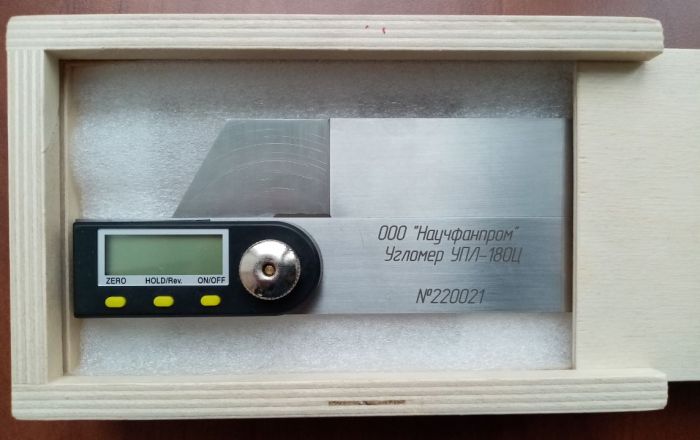 ООО "Научфанпром"
Угломер УПЛ-180Ц
№220021
ZERO HOLD/Rev. ON/OFF